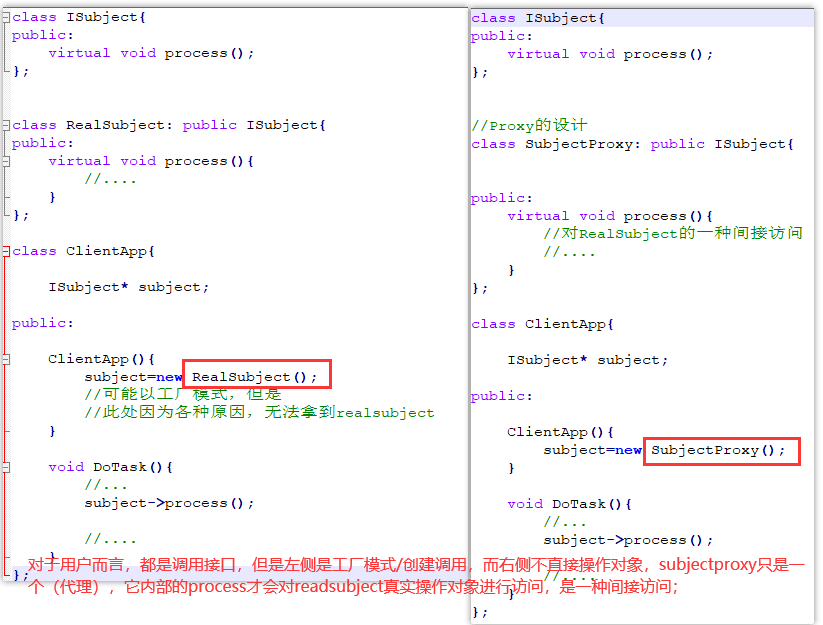 class ISubject{
public:
    virtual void process();
};
class RealSubject: public ISubject{
public:
    virtual void process(){
        //....
    }
};
class ClientApp{
    ISubject* subject;
public:
    ClientApp(){
        subject=new RealSubject();
        //可能以工厂模式，但是
        //此处因为各种原因，无法拿到realsubject
    }
    void DoTask(){
        //...
        subject->process();
        //....
    }
};
class ISubject{
public:
    virtual void process();
};
//Proxy的设计
class SubjectProxy: public ISubject{
public:
    virtual void process(){
        //对RealSubject的一种间接访问
        //....
    }
};
class ClientApp{
    ISubject* subject;
public:
    ClientApp(){
        subject=new SubjectProxy();
    }
    void DoTask(){
        //...
        subject->process();
        //....
    }
};
对于用户而言，都是调用接口，但是左侧是工厂模式/创建调用，而右侧不直接操作对象，subjectproxy只是一
个（代理），它内部的process才会对readsubject真实操作对象进行访问，是一种间接访问；